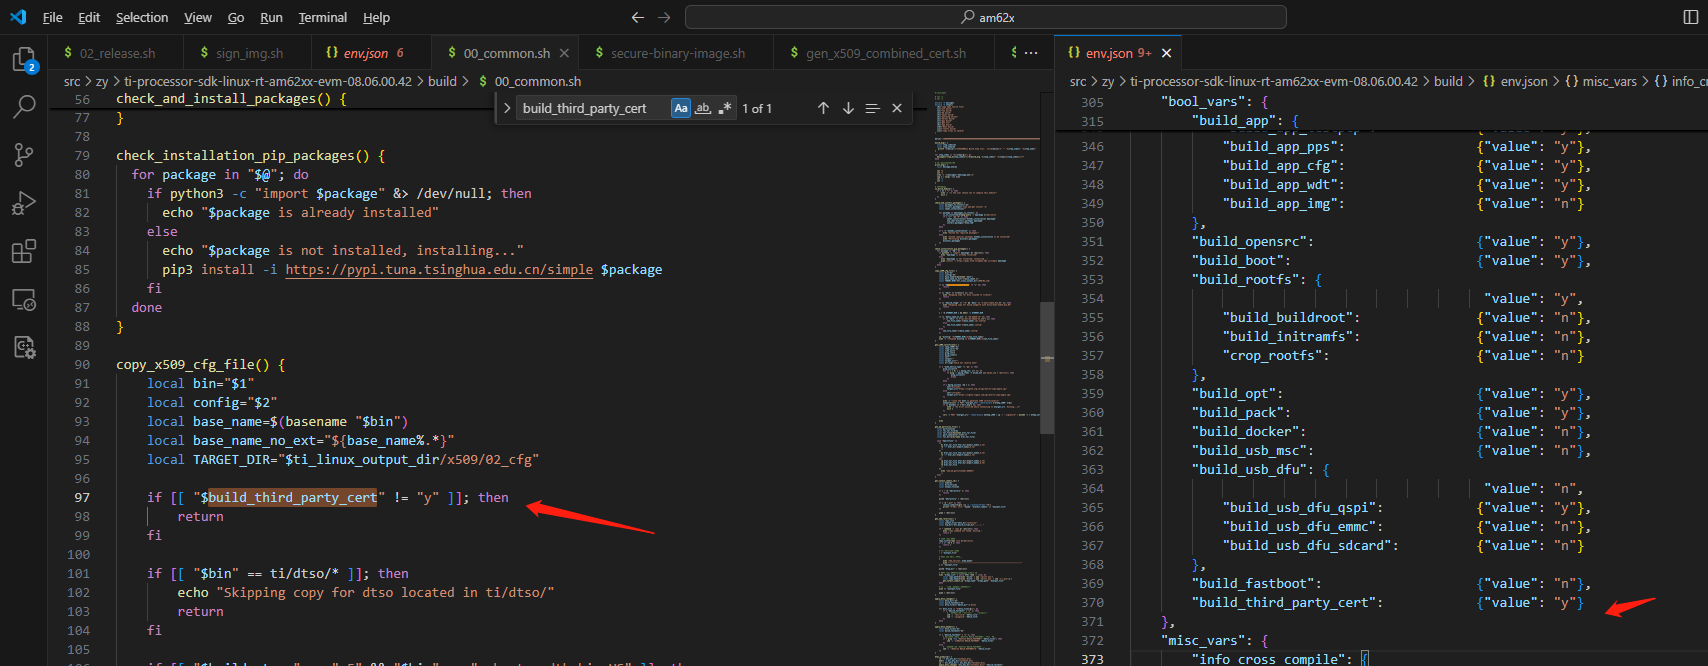 File Edit Selection View Go Run Terminal Help am62x
02_release.sh sign_img.sh env.json 6 00_common.sh secure-binary-image.sh gen_x509_combined_cert.sh env.json 9+
src > zy > ti-processor-sdk-linux-rt-am62xx-evm-08.06.00.42 > build > 00_common.sh
2
build_third_party_cert Aa ab .* 1 of 1
56 check_and_install_packages() {
77 }
78
79 check_installation_pip_packages() {
80 for package in "$@"; do
81 if python3 -c "import $package" &> /dev/null; then
82 echo "$package is already installed"
83 else
84 echo "$package is not installed, installing..."
85 pip3 install -i https://pypi.tuna.tsinghua.edu.cn/simple $package
86 fi
87 done
88 }
89
90 copy_x509_cfg_file() {
91 local bin="$1"
92 local config="$2"
93 local base_name=$(basename "$bin")
94 local base_name_no_ext="${base_name%.*}"
95 local TARGET_DIR="$ti_linux_output_dir/x509/02_cfg"
96
97 if [[ "$build_third_party_cert" != "y" ]]; then
98 return
99 fi
100
101 if [[ "$bin" == ti/dtso/* ]]; then
102 echo "Skipping copy for dtso located in ti/dtso/"
103 return
104 fi
105
src > zy > ti-processor-sdk-linux-rt-am62xx-evm-08.06.00.42 > build > env.json > misc_vars > info_cr
305 "bool_vars": {
315 "build_app": {
346 "build_app_pps": {"value": "y"},
347 "build_app_cfg": {"value": "y"},
348 "build_app_wdt": {"value": "y"},
349 "build_app_img": {"value": "n"}
350 },
351 "build_opensrc": {"value": "y"},
352 "build_boot": {"value": "y"},
353 "build_rootfs": {
354 "value": "y",
355 "build_buildroot": {"value": "n"},
356 "build_initramfs": {"value": "n"},
357 "crop_rootfs": {"value": "n"}
358 },
359 "build_opt": {"value": "y"},
360 "build_pack": {"value": "y"},
361 "build_docker": {"value": "n"},
362 "build_usb_msc": {"value": "n"},
363 "build_usb_dfu": {
364 "value": "n",
365 "build_usb_dfu_qspi": {"value": "n"},
366 "build_usb_dfu_emmc": {"value": "n"},
367 "build_usb_dfu_sdcard": {"value": "n"}
368 },
369 "build_fastboot": {"value": "n"},
370 "build_third_party_cert": {"value": "y"}
371 },
372 "misc_vars": {
373 "info_cross_compile": {